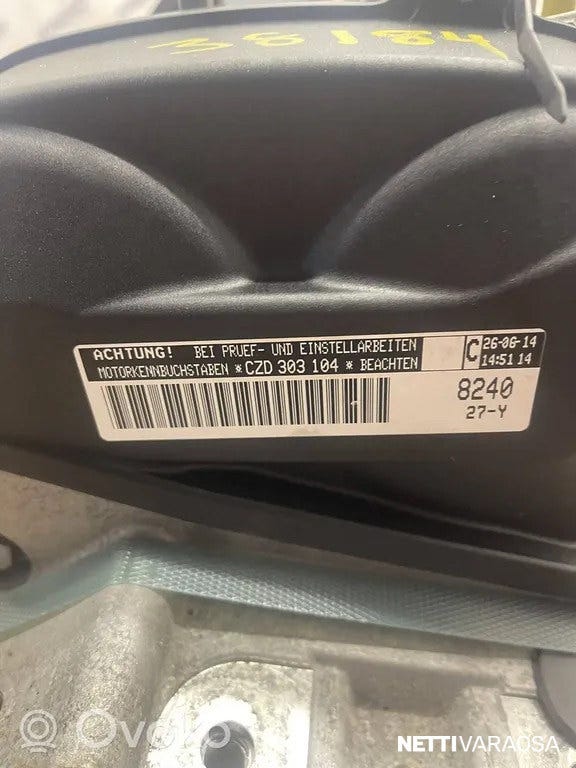 38184
ACHTUNG! BEI PRUEF- UND EINSTELLARBEITEN
MOTORKENNBUCHSTABEN *CZD 303 104* BEACHTEN
C 26-06-14
14:51 14
8240
27-Y
Ovoko
NETTIVARAOSA